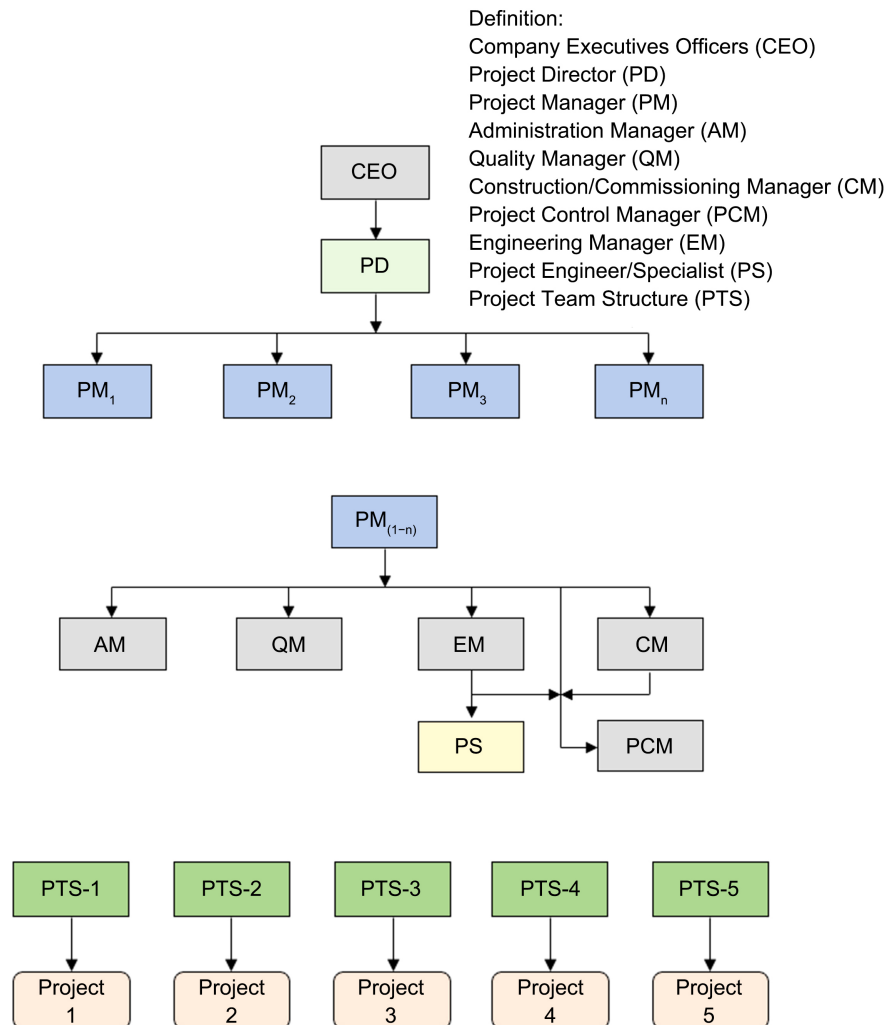 Definition:
Company Executives Officers (CEO)
Project Director (PD)
Project Manager (PM)
Administration Manager (AM)
Quality Manager (QM)
Construction/Commissioning Manager (CM)
Project Control Manager (PCM)
Engineering Manager (EM)
Project Engineer/Specialist (PS)
Project Team Structure (PTS)
CEO
PD
PM₁
PM₂
PM₃
PMₙ
PM₍₁₋ₙ₎
AM
QM
EM
CM
PS
PCM
PTS-1
PTS-2
PTS-3
PTS-4
PTS-5
Project
1
Project
2
Project
3
Project
4
Project
5